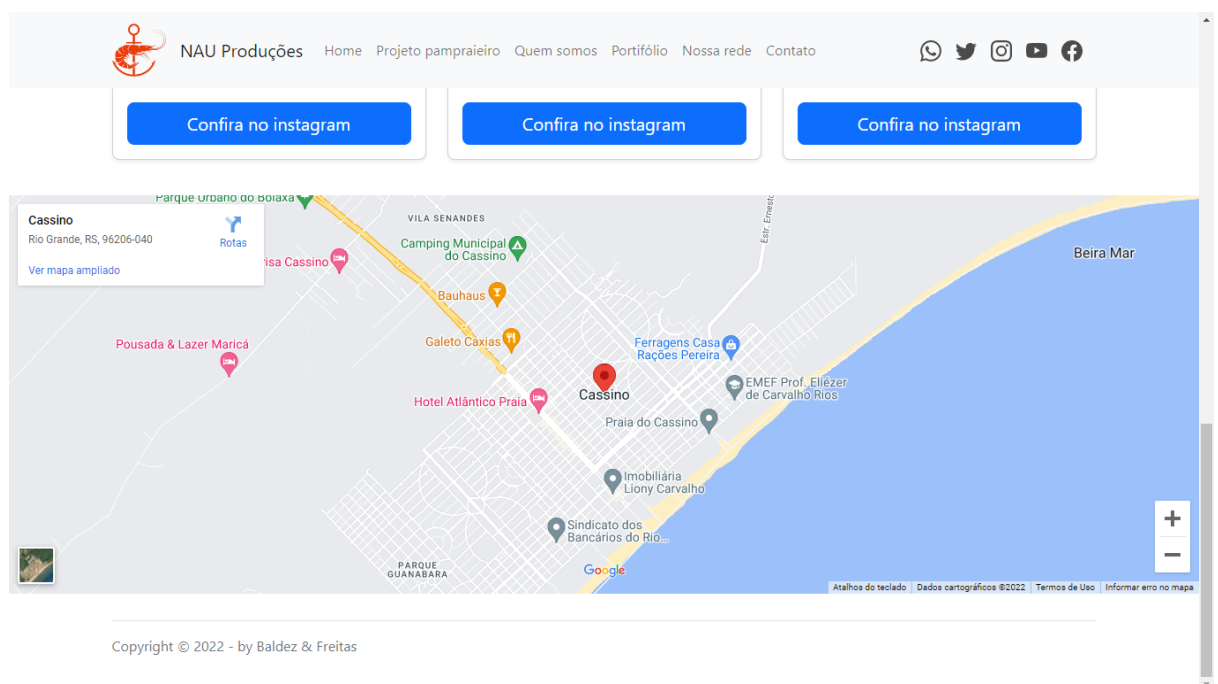 NAU Produções Home Projeto pampraieiro Quem somos Portifólio Nossa rede Contato
Confira no instagram Confira no instagram Confira no instagram
Parque Urbano do Bolaxa
Cassino
Rio Grande, RS, 96206-040
Rotas
Ver mapa ampliado
VILA SENANDES
Estr. Ernesto
Camping Municipal
do Cassino
Beira Mar
risa Cassino
Bauhaus
Pousada & Lazer Maricá
Galeto Caxias
Ferragens Casa
Rações Pereira
Cassino
EMEF Prof. Eliézer
de Carvalho Rios
Hotel Atlântico Praia
Praia do Cassino
Imobiliária
Liony Carvalho
Sindicato dos
Bancários do Rio...
PARQUE
GUANABARA
Google
Atalhos do teclado Dados cartográficos ©2022 Termos de Uso Informar erro no mapa
Copyright © 2022 - by Baldez & Freitas